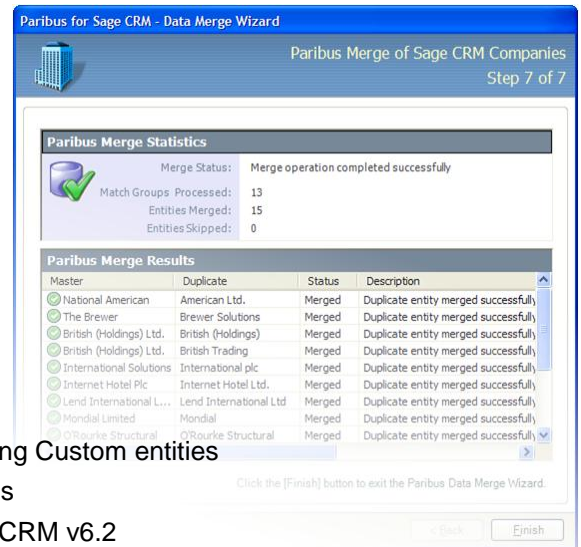 Paribus for Sage CRM - Data Merge Wizard
Paribus Merge of Sage CRM Companies
Step 7 of 7
Paribus Merge Statistics
Merge Status: Merge operation completed successfully
Match Groups Processed: 13
Entities Merged: 15
Entities Skipped: 0
Paribus Merge Results
Master Duplicate Status Description
National American American Ltd. Merged Duplicate entity merged successfully
The Brewer Brewer Solutions Merged Duplicate entity merged successfully
British (Holdings) Ltd. British (Holdings) Merged Duplicate entity merged successfully
British (Holdings) Ltd. British Trading Merged Duplicate entity merged successfully
International Solutions International plc Merged Duplicate entity merged successfully
Internet Hotel Plc Internet Hotel Ltd. Merged Duplicate entity merged successfully
Lend International L... Lend International Ltd Merged Duplicate entity merged successfully
Mondial Limited Mondial Merged Duplicate entity merged successfully
O'Rourke Structural O'Rourke Structural Merged Duplicate entity merged successfully
ng Custom entities
Click the [Finish] button to exit the Paribus Data Merge Wizard.
s
CRM v6.2
< Back Finish